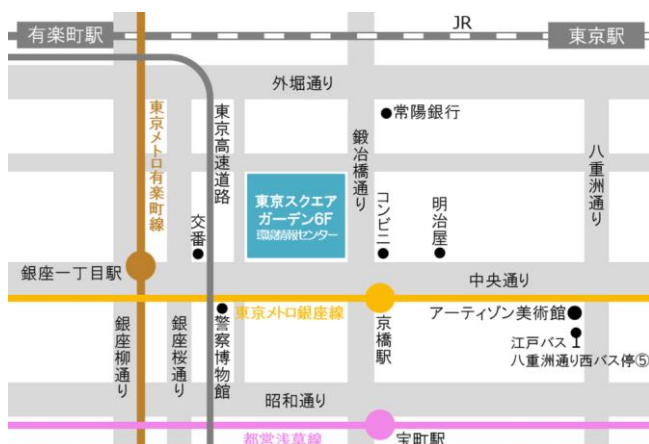 JR
有楽町駅
東京駅
外堀通り
東京メトロ有楽町線
東京高速道路
常陽銀行
鍛冶橋通り
八重洲通り
東京スクエア
ガーデン6F
環境情報センター
交番
コンビニ
明治屋
銀座一丁目駅
中央通り
東京メトロ銀座線
アーティゾン美術館
江戸バス
八重洲通り西バス停⑤
銀座柳通り
銀座桜通り
警察博物館
京橋駅
昭和通り
都営浅草線
宝町駅